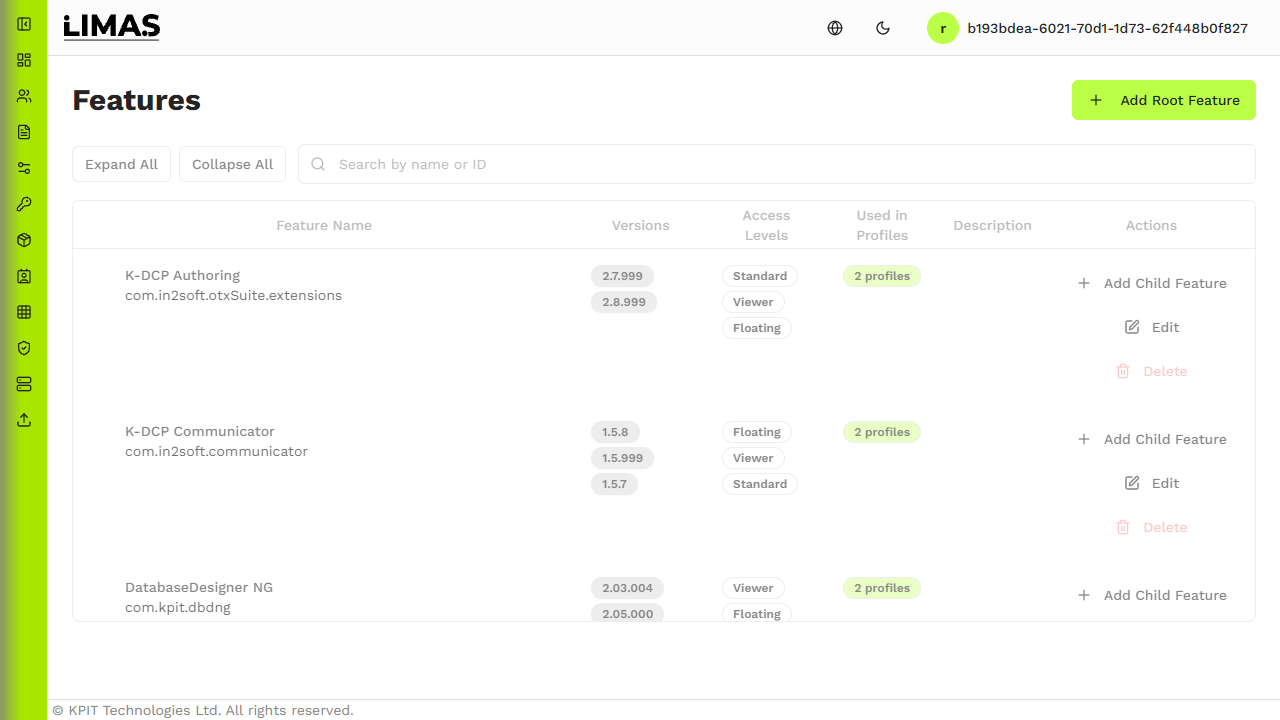 LIMAS
r b193bdea-6021-70d1-1d73-62f448b0f827
Features
Add Root Feature
Expand All
Collapse All
Search by name or ID
Feature Name
Versions
Access
Levels
Used in
Profiles
Description
Actions
K-DCP Authoring
com.in2soft.otxSuite.extensions
2.7.999
2.8.999
Standard
Viewer
Floating
2 profiles
Add Child Feature
Edit
Delete
K-DCP Communicator
com.in2soft.communicator
1.5.8
1.5.999
1.5.7
Floating
Viewer
Standard
2 profiles
Add Child Feature
Edit
Delete
DatabaseDesigner NG
com.kpit.dbdng
2.03.004
2.05.000
Viewer
Floating
2 profiles
Add Child Feature
© KPIT Technologies Ltd. All rights reserved.